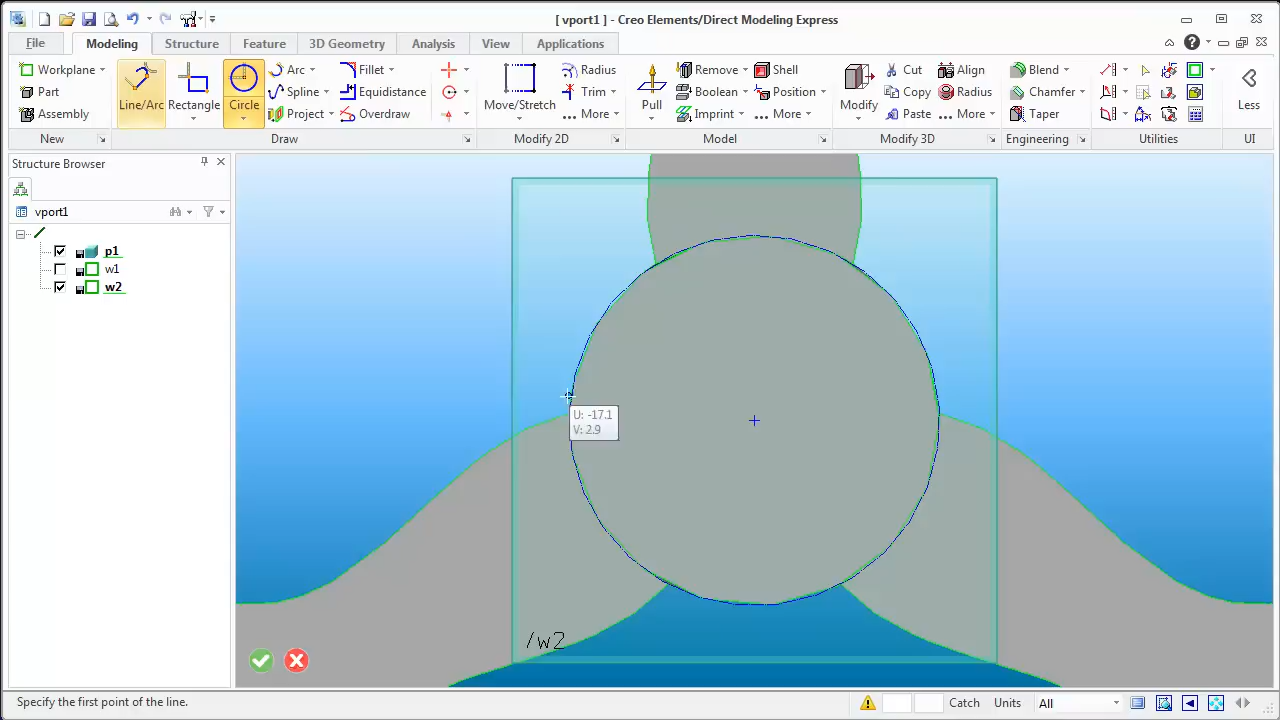 [ vport1 ] - Creo Elements/Direct Modeling Express
File Modeling Structure Feature 3D Geometry Analysis View Applications
Workplane Arc Fillet Radius Remove Shell Cut Align Blend
Part Line/Arc Rectangle Circle Spline Equidistance Move/Stretch Trim Pull Boolean Position Modify Copy Radius Chamfer Less
Assembly Project Overdraw More Imprint More Paste More Taper
New Draw Modify 2D Model Modify 3D Engineering Utilities UI
Structure Browser
vport1
p1
w1
w2
U: -17.1
V: 2.9
/w2
Specify the first point of the line.
Catch Units All